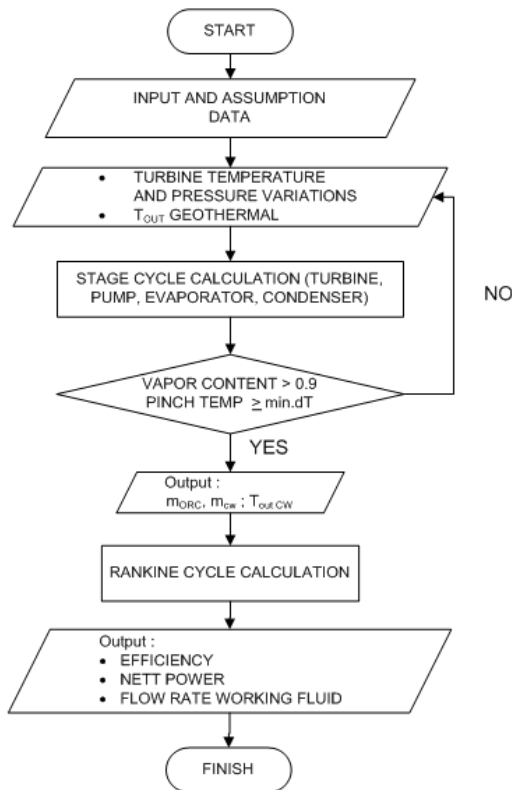 START
INPUT AND ASSUMPTION
DATA
• TURBINE TEMPERATURE
AND PRESSURE VARIATIONS
• TOUT GEOTHERMAL
STAGE CYCLE CALCULATION (TURBINE,
PUMP, EVAPORATOR, CONDENSER)
NO
VAPOR CONTENT > 0.9
PINCH TEMP ≥ min.dT
YES
Output :
mORC, mcw ; Tout CW
RANKINE CYCLE CALCULATION
Output :
• EFFICIENCY
• NETT POWER
• FLOW RATE WORKING FLUID
FINISH